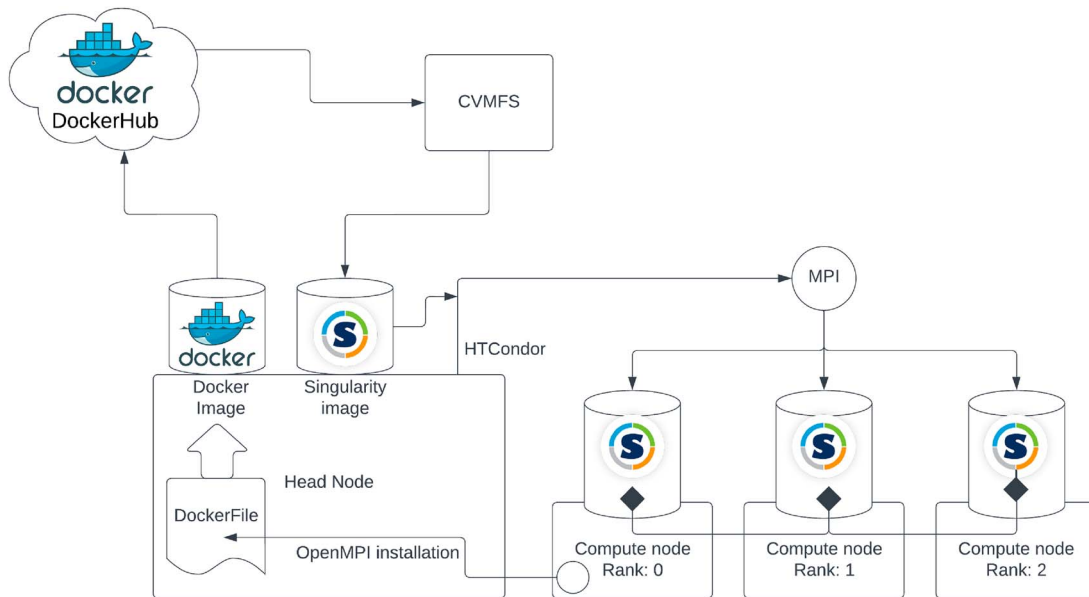 docker
DockerHub
CVMFS
MPI
docker
S
HTCondor
Docker
Image
Singularity
image
S
S
S
Head Node
DockerFile
OpenMPI installation
Compute node
Rank: 0
Compute node
Rank: 1
Compute node
Rank: 2